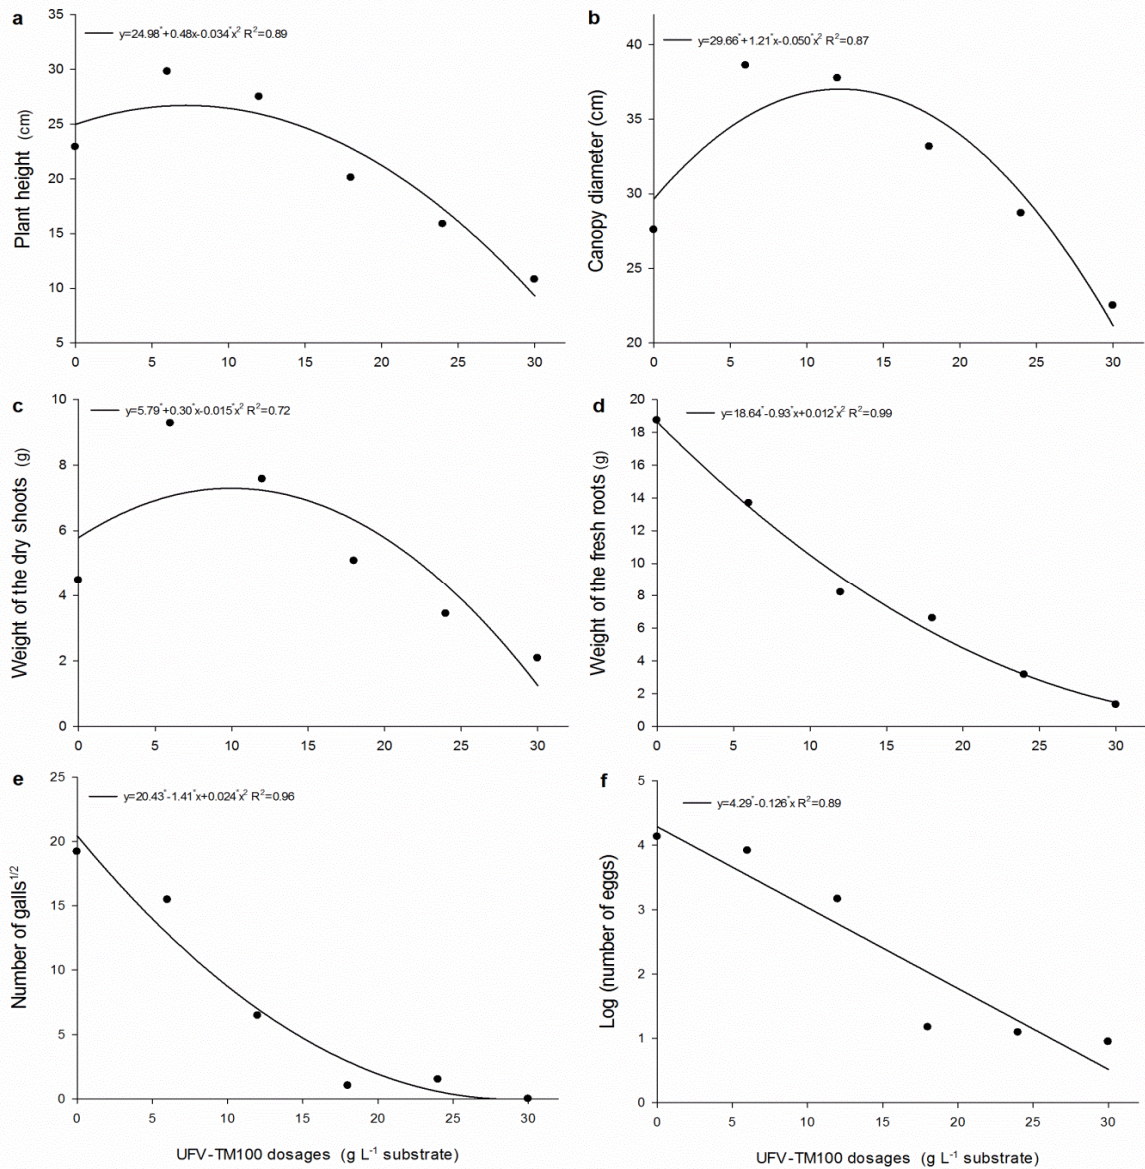 a
y=24.98*+0.48x-0.034*x² R²=0.89
Plant height (cm)
35
30
25
20
15
10
5
0 5 10 15 20 25 30
b
y=29.66*+1.21*x-0.050*x² R²=0.87
Canopy diameter (cm)
40
35
30
25
20
0 5 10 15 20 25 30
c
y=5.79*+0.30*x-0.015*x² R²=0.72
Weight of the dry shoots (g)
10
8
6
4
2
0
0 5 10 15 20 25 30
d
y=18.64*-0.93*x+0.012*x² R²=0.99
Weight of the fresh roots (g)
20
18
16
14
12
10
8
6
4
2
0
0 5 10 15 20 25 30
e
y=20.43*-1.41*x+0.024*x² R²=0.96
Number of galls^1/2
25
20
15
10
5
0
0 5 10 15 20 25 30
UFV-TM100 dosages (g L⁻¹ substrate)
f
y=4.29*-0.126*x R²=0.89
Log (number of eggs)
5
4
3
2
1
0
0 5 10 15 20 25 30
UFV-TM100 dosages (g L⁻¹ substrate)